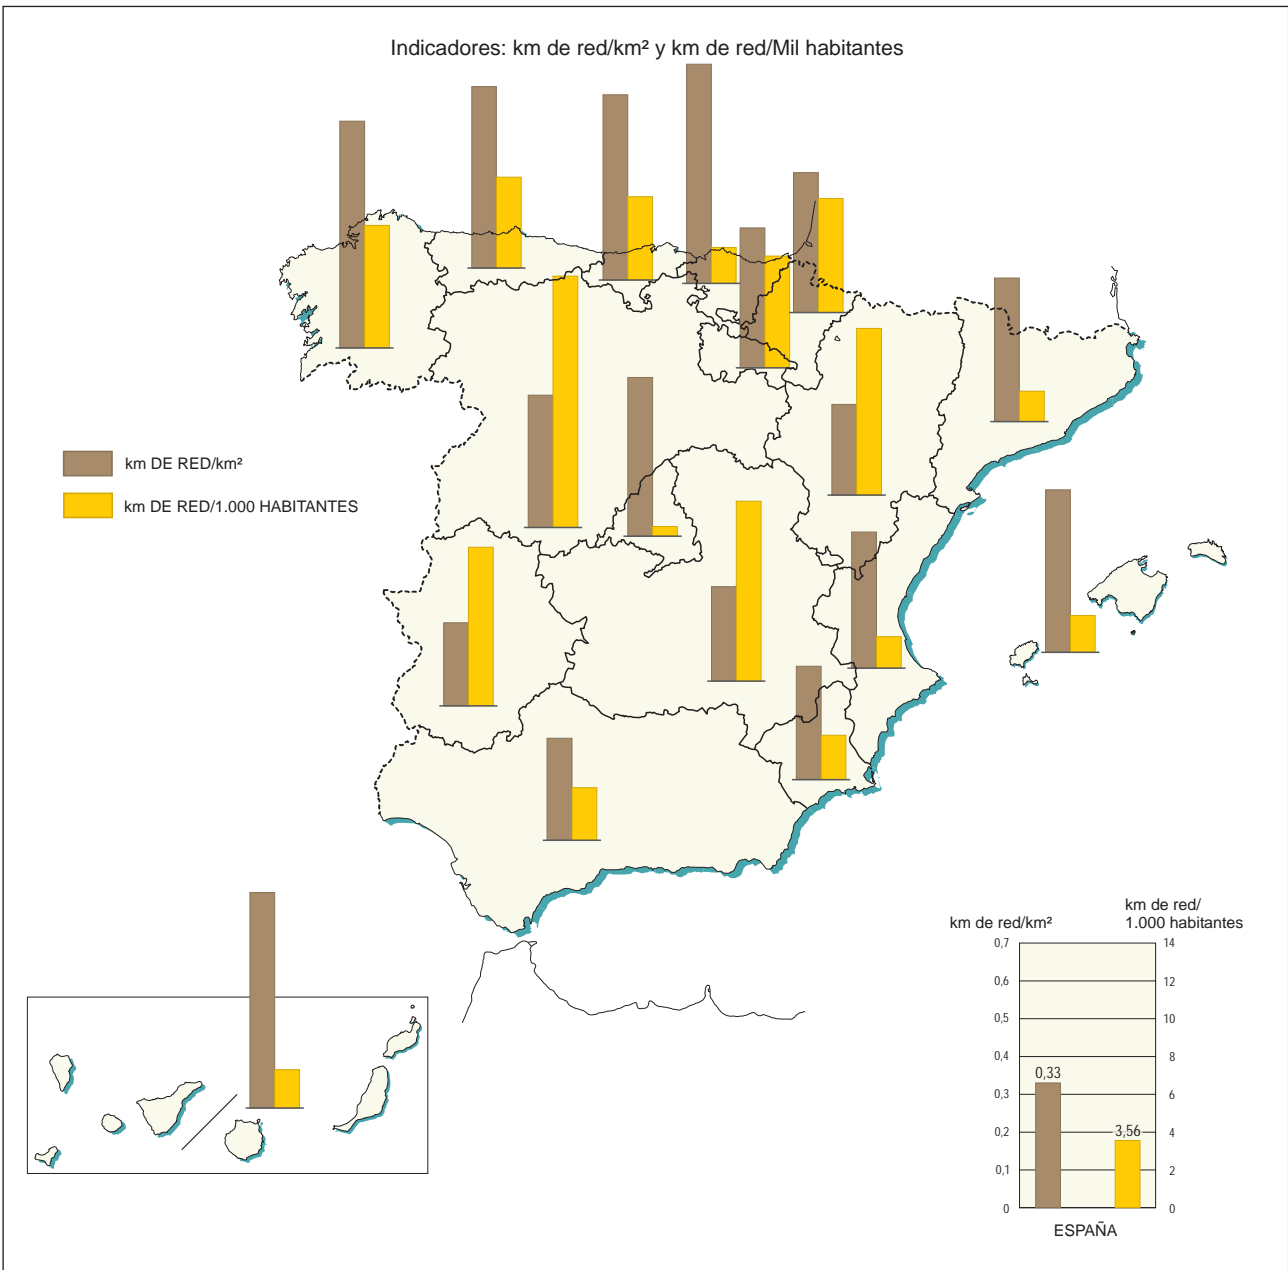 Indicadores: km de red/km² y km de red/Mil habitantes
km DE RED/km²
km DE RED/1.000 HABITANTES
km de red/km²
km de red/
1.000 habitantes
0,7
0,6
0,5
0,4
0,3
0,2
0,1
0
14
12
10
8
6
4
2
0
0,33
3,56
ESPAÑA